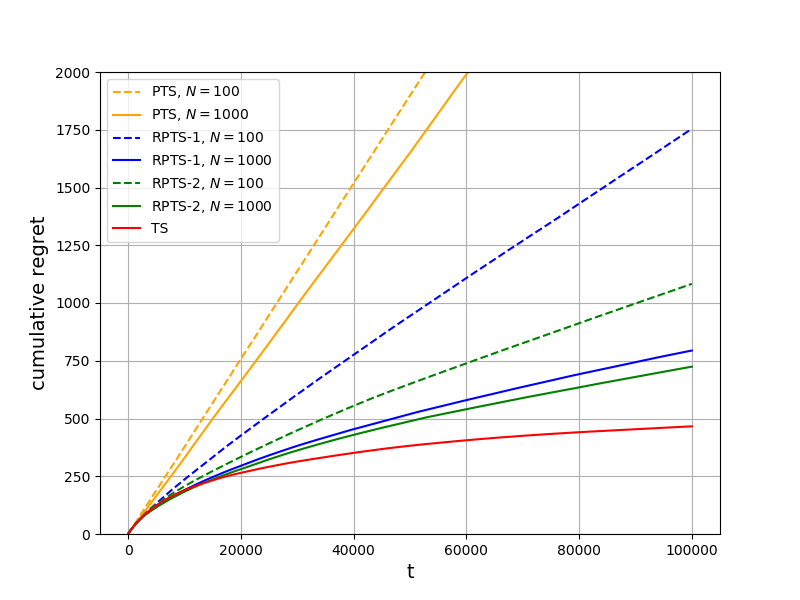 2000
1750
1500
1250
1000
750
500
250
0
cumulative regret
PTS, N = 100
PTS, N = 1000
RPTS-1, N = 100
RPTS-1, N = 1000
RPTS-2, N = 100
RPTS-2, N = 1000
TS
0 20000 40000 60000 80000 100000
t